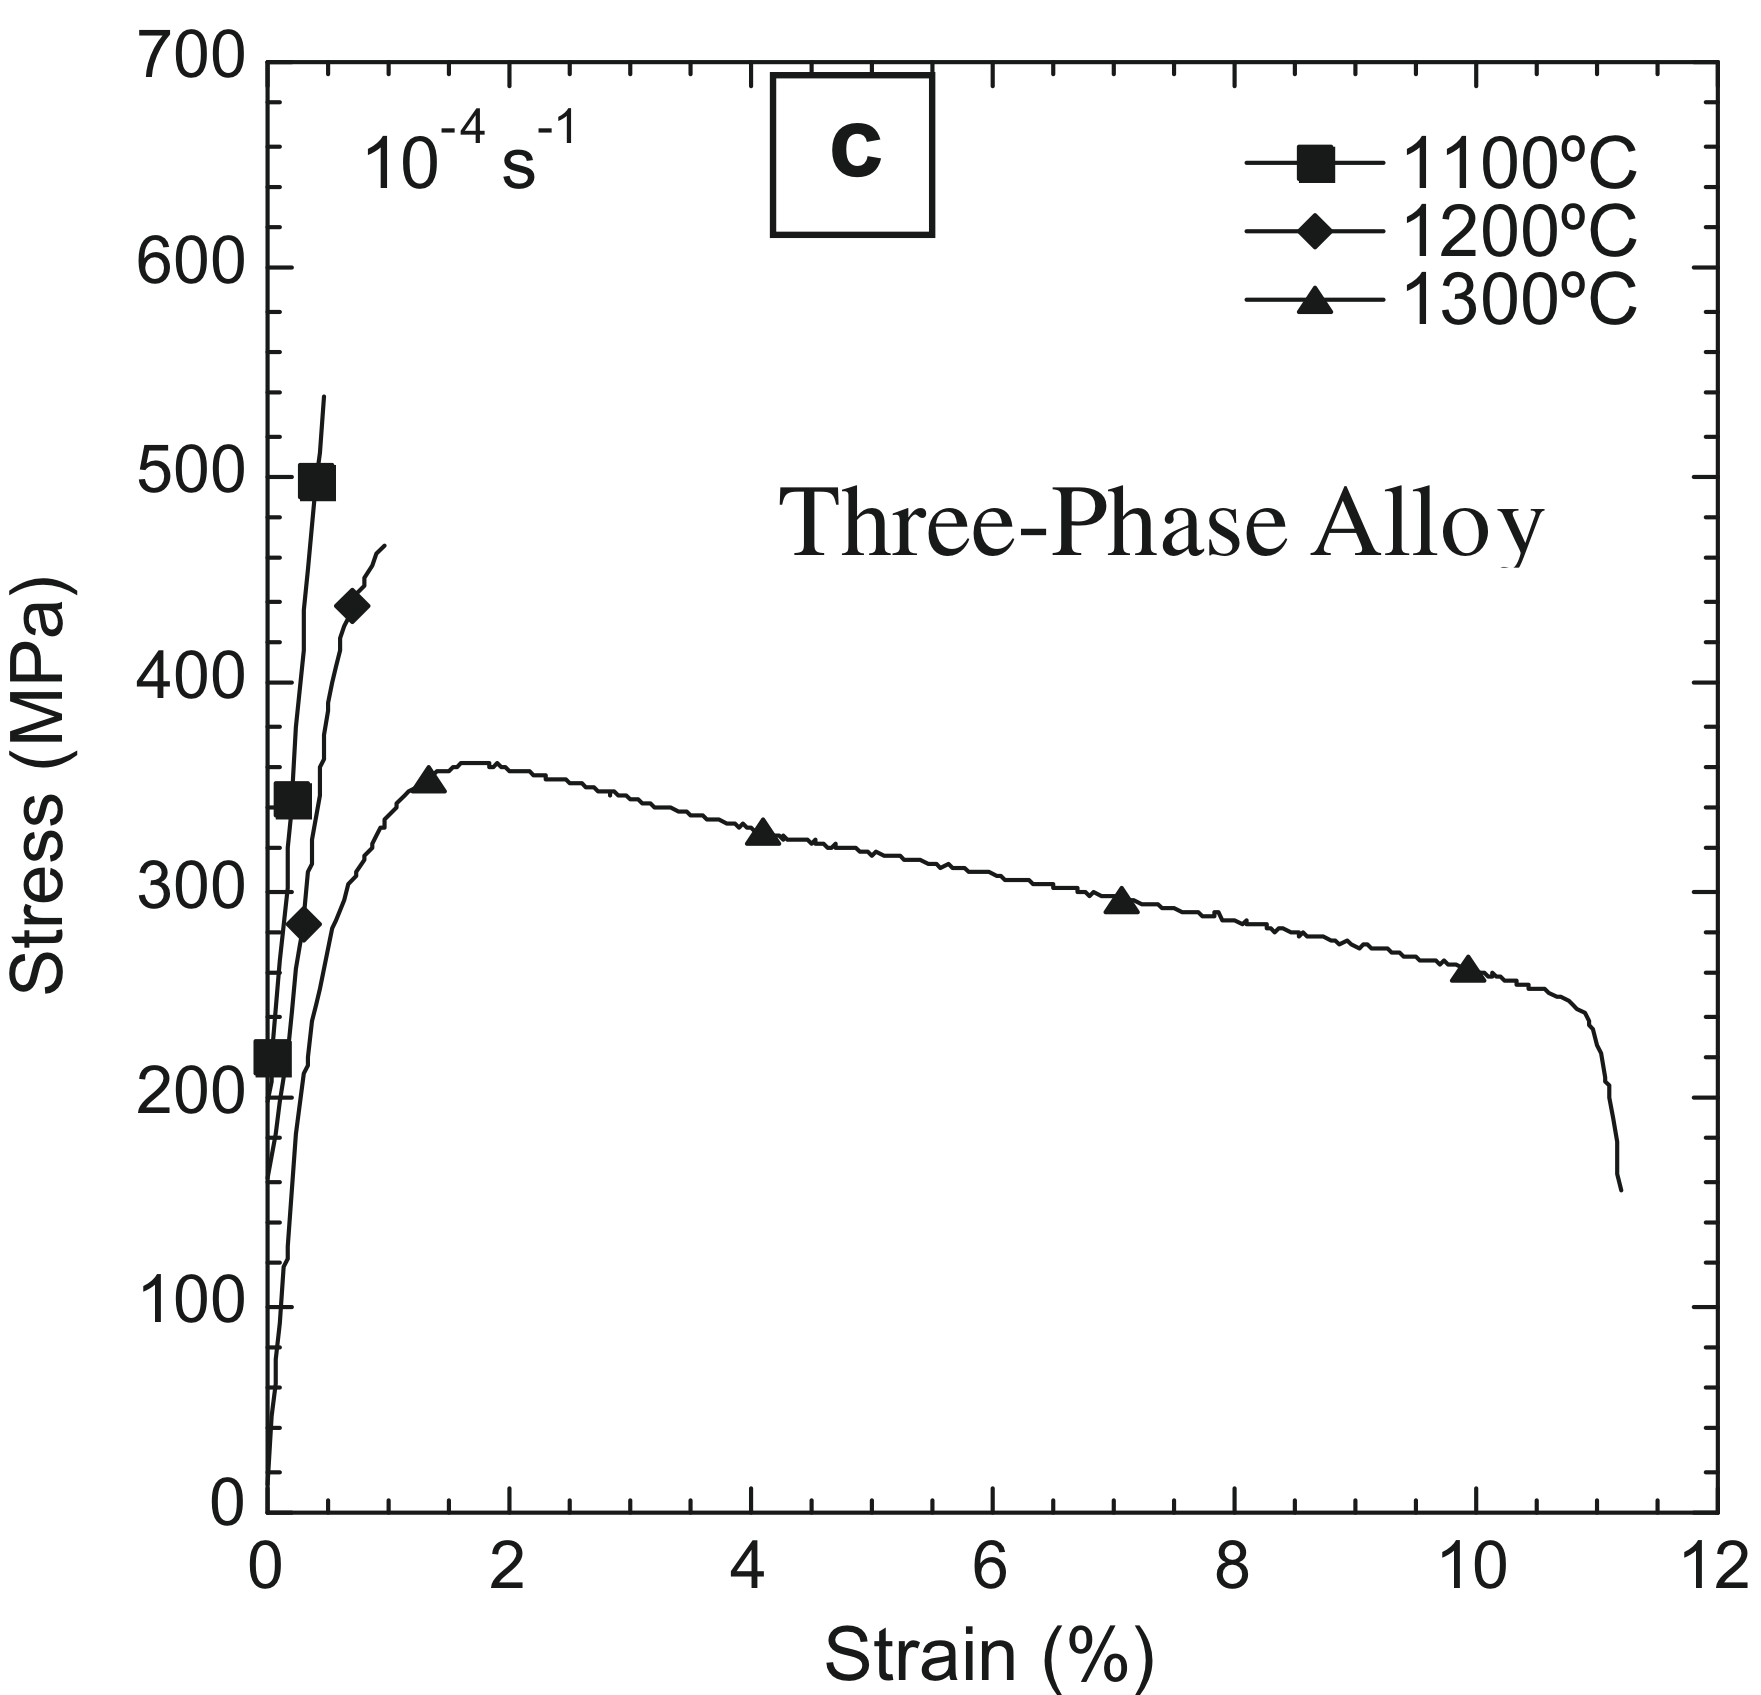 700
600
500
400
300
200
100
0
Stress (MPa)
10⁻⁴ s⁻¹
c
1100ºC
1200ºC
1300ºC
Three-Phase Alloy
0 2 4 6 8 10 12
Strain (%)